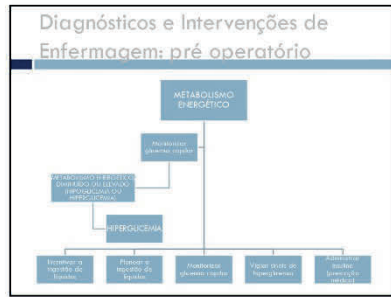 Diagnósticos e Intervenções de
Enfermagem: pré operatório
METABOLISMO
ENERGÉTICO
Monitorizar
glicemia capilar
METABOLISMO ENERGÉTICO
DIMINUIDO OU ELEVADO
(HIPOGLICEMIA OU
HIPERGLICEMIA)
HIPERGLICEMIA
Incentivar a
ingestão de
líquidos
Planear a
ingestão de
líquidos
Monitorizar
glicemia capilar
Vigiar sinais de
hiperglicemia
Administrar
insulina
(prescrição
médica)